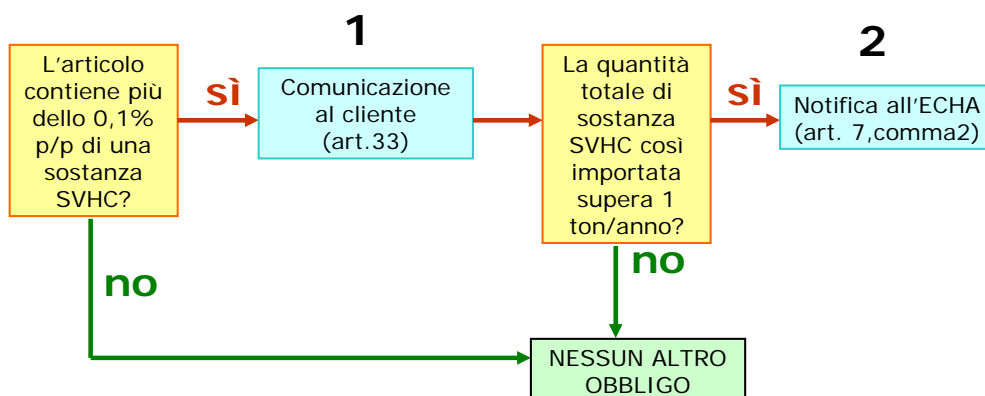 1
2
L'articolo
contiene più
dello 0,1%
p/p di una
sostanza
SVHC?
sì
Comunicazione
al cliente
(art.33)
La quantità
totale di
sostanza
SVHC così
importata
supera 1
ton/anno?
sì
Notifica all'ECHA
(art. 7,comma2)
no
no
NESSUN ALTRO
OBBLIGO